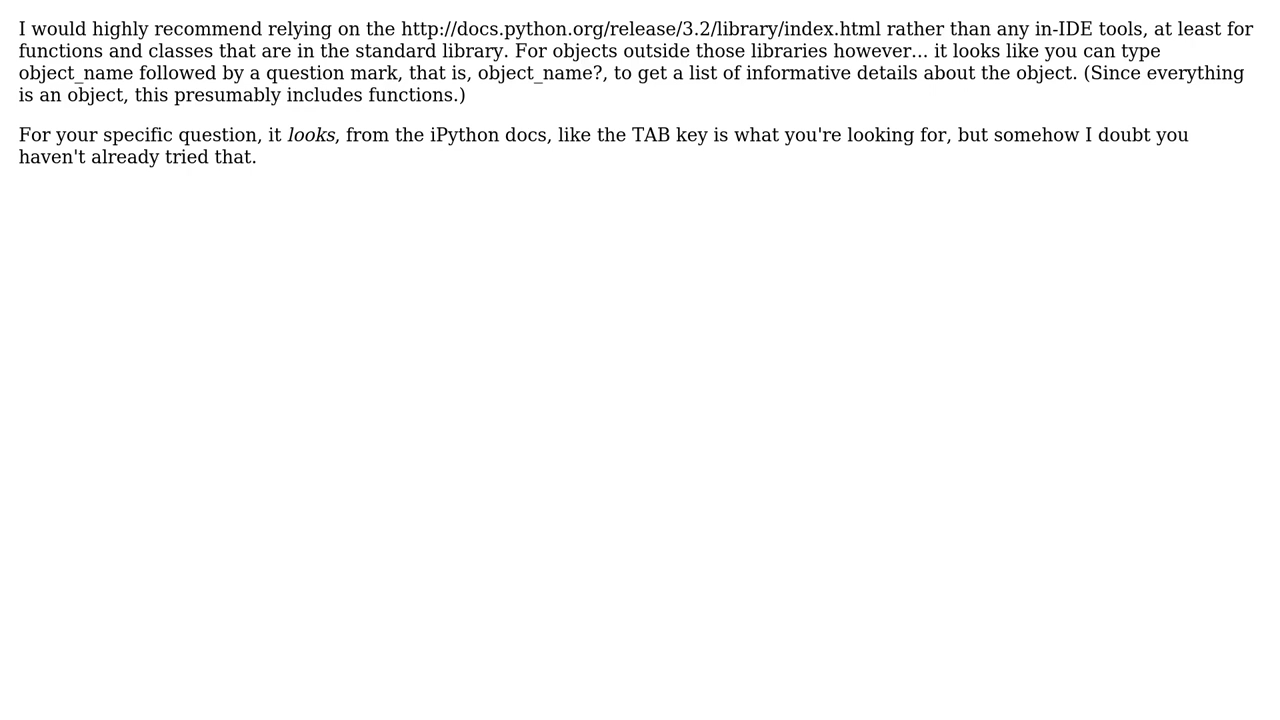 I would highly recommend relying on the http://docs.python.org/release/3.2/library/index.html rather than any in-IDE tools, at least for
functions and classes that are in the standard library. For objects outside those libraries however... it looks like you can type
object_name followed by a question mark, that is, object_name?, to get a list of informative details about the object. (Since everything
is an object, this presumably includes functions.)
For your specific question, it looks, from the iPython docs, like the TAB key is what you're looking for, but somehow I doubt you
haven't already tried that.